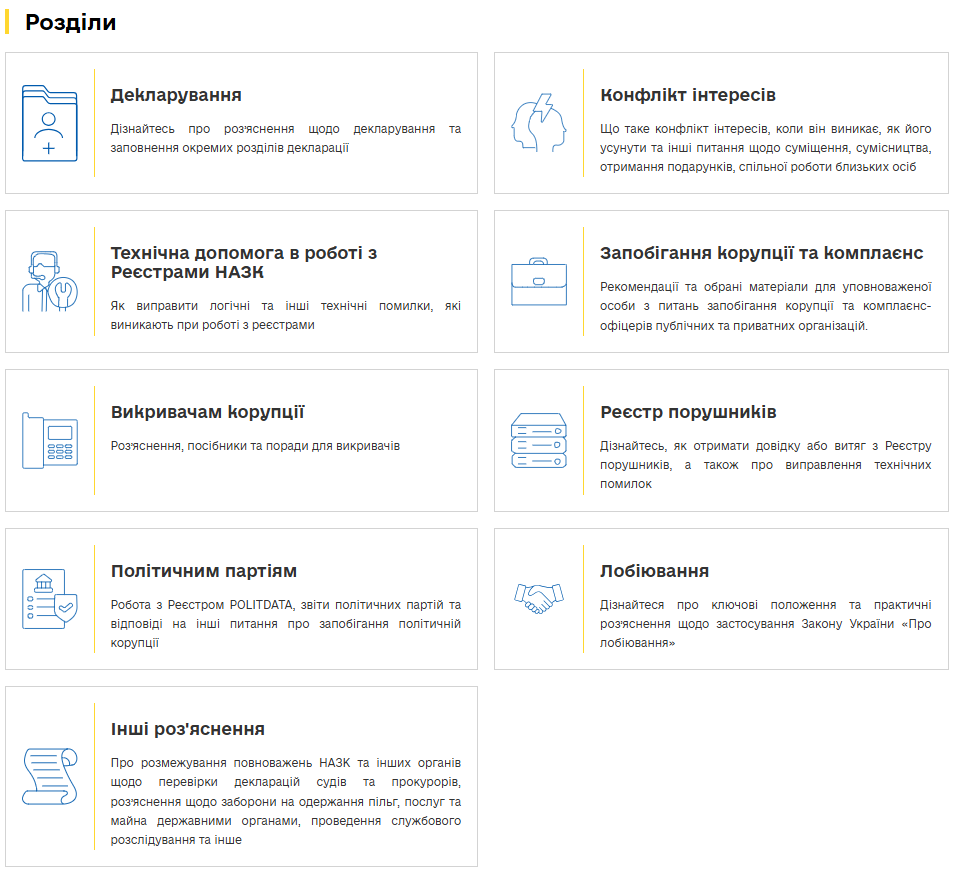 Розділи
Декларування
Дізнайтесь про роз'яснення щодо декларування та
заповнення окремих розділів декларації
Конфлікт інтересів
Що таке конфлікт інтересів, коли він виникає, як його
усунути та інші питання щодо суміщення, сумісництва,
отримання подарунків, спільної роботи близьких осіб
Технічна допомога в роботі з
Реєстрами НАЗК
Як виправити логічні та інші технічні помилки, які
виникають при роботі з реєстрами
Запобігання корупції та комплаєнс
Рекомендації та обрані матеріали для уповноваженої
особи з питань запобігання корупції та комплаєнс-
офіцерів публічних та приватних організацій.
Викривачам корупції
Роз'яснення, посібники та поради для викривачів
Реєстр порушників
Дізнайтесь, як отримати довідку або витяг з Реєстру
порушників, а також про виправлення технічних
помилок
Політичним партіям
Робота з Реєстром POLITDATA, звіти політичних партій та
відповіді на інші питання про запобігання політичній
корупції
Лобіювання
Дізнайтеся про ключові положення та практичні
роз'яснення щодо застосування Закону України «Про
лобіювання»
Інші роз'яснення
Про розмежування повноважень НАЗК та інших органів
щодо перевірки декларацій судів та прокурорів,
роз'яснення щодо заборони на одержання пільг, послуг та
майна державними органами, проведення службового
розслідування та інше